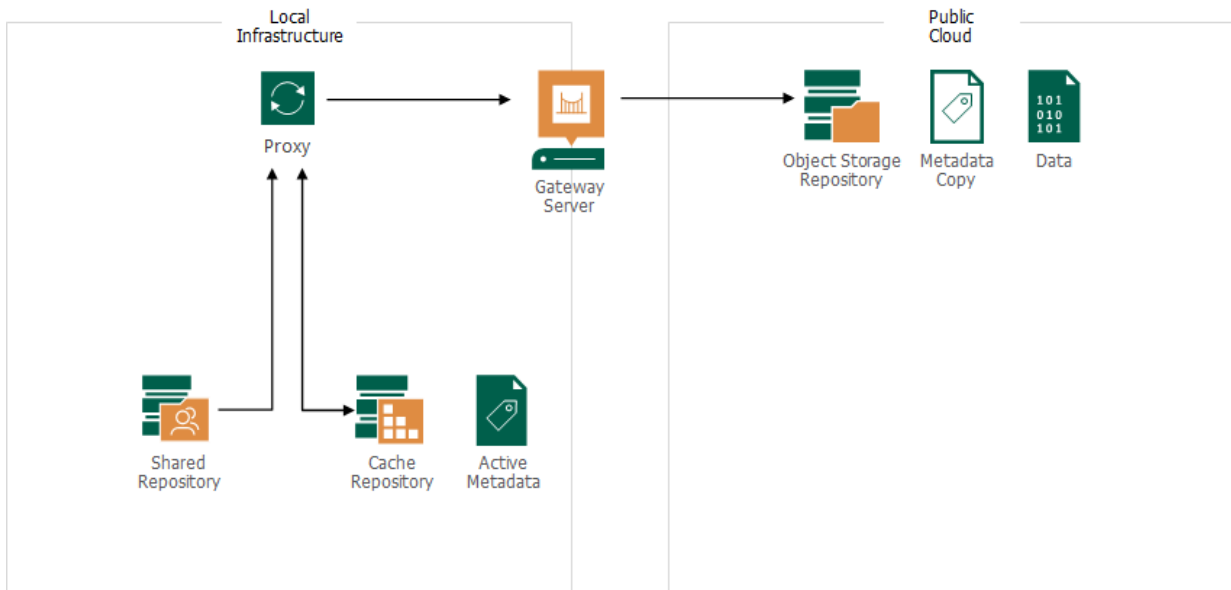 Local
Infrastructure
Public
Cloud
Proxy
Gateway
Server
Object Storage
Repository
Metadata
Copy
101
010
101
Data
Shared
Repository
Cache
Repository
Active
Metadata